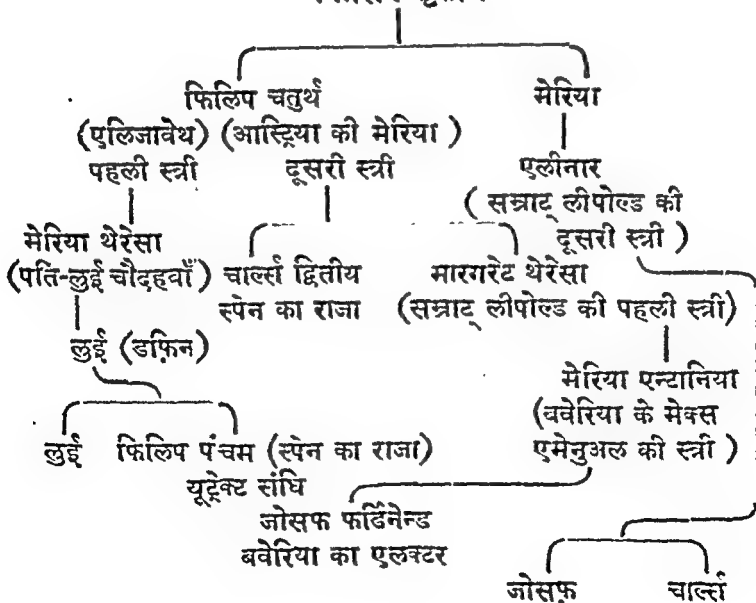 फिलिप चतुर्थ मेरिया
(एलिजावेथ) (आस्ट्रिया की मेरिया )
पहली स्त्री दूसरी स्त्री एलीनार
( सम्राट् लीपोल्ड की
दूसरी स्त्री )
मेरिया थेरेसा
(पति-लुई चौदहवाँ) चार्ल्स द्वितीय मारगरेट थेरेसा
स्पेन का राजा (सम्राट् लीपोल्ड की पहली स्त्री)
लुई (डफ़िन)
मेरिया एन्टानिया
(ववेरिया के मेक्स
एमेनुअल की स्त्री )
लुई फिलिप पंचम (स्पेन का राजा)
यूट्रेक्ट संधि
जोसफ फर्डिनेन्ड
बवेरिया का एलक्टर
जोसफ़ चार्ल्स